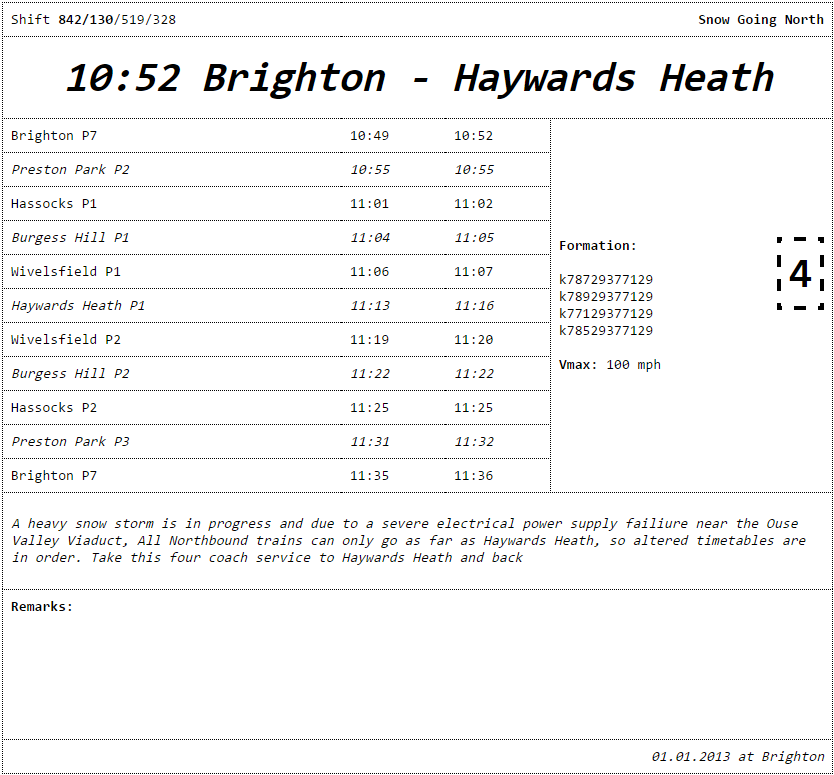 Shift 842/130/519/328 Snow Going North
10:52 Brighton - Haywards Heath
Brighton P7 10:49 10:52
Preston Park P2 10:55 10:55
Hassocks P1 11:01 11:02
Burgess Hill P1 11:04 11:05
Wivelsfield P1 11:06 11:07
Haywards Heath P1 11:13 11:16
Wivelsfield P2 11:19 11:20
Burgess Hill P2 11:22 11:22
Hassocks P2 11:25 11:25
Preston Park P3 11:31 11:32
Brighton P7 11:35 11:36
Formation:
4
k78729377129
k78929377129
k77129377129
k78529377129
Vmax: 100 mph
A heavy snow storm is in progress and due to a severe electrical power supply failiure near the Ouse
Valley Viaduct, All Northbound trains can only go as far as Haywards Heath, so altered timetables are
in order. Take this four coach service to Haywards Heath and back
Remarks:
01.01.2013 at Brighton